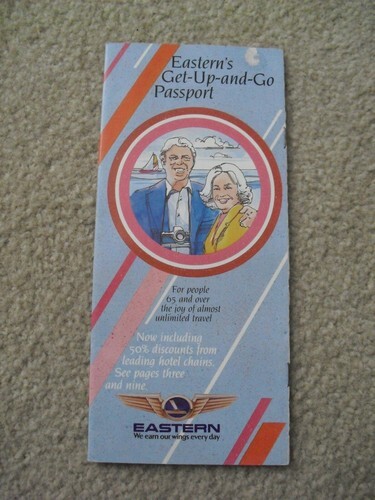 Eastern's
Get-Up-and-Go
Passport
For people
65 and over
the joy of almost
unlimited travel
Now including
50% discounts from
leading hotel chains.
See pages three
and nine.
EASTERN
We earn our wings every day